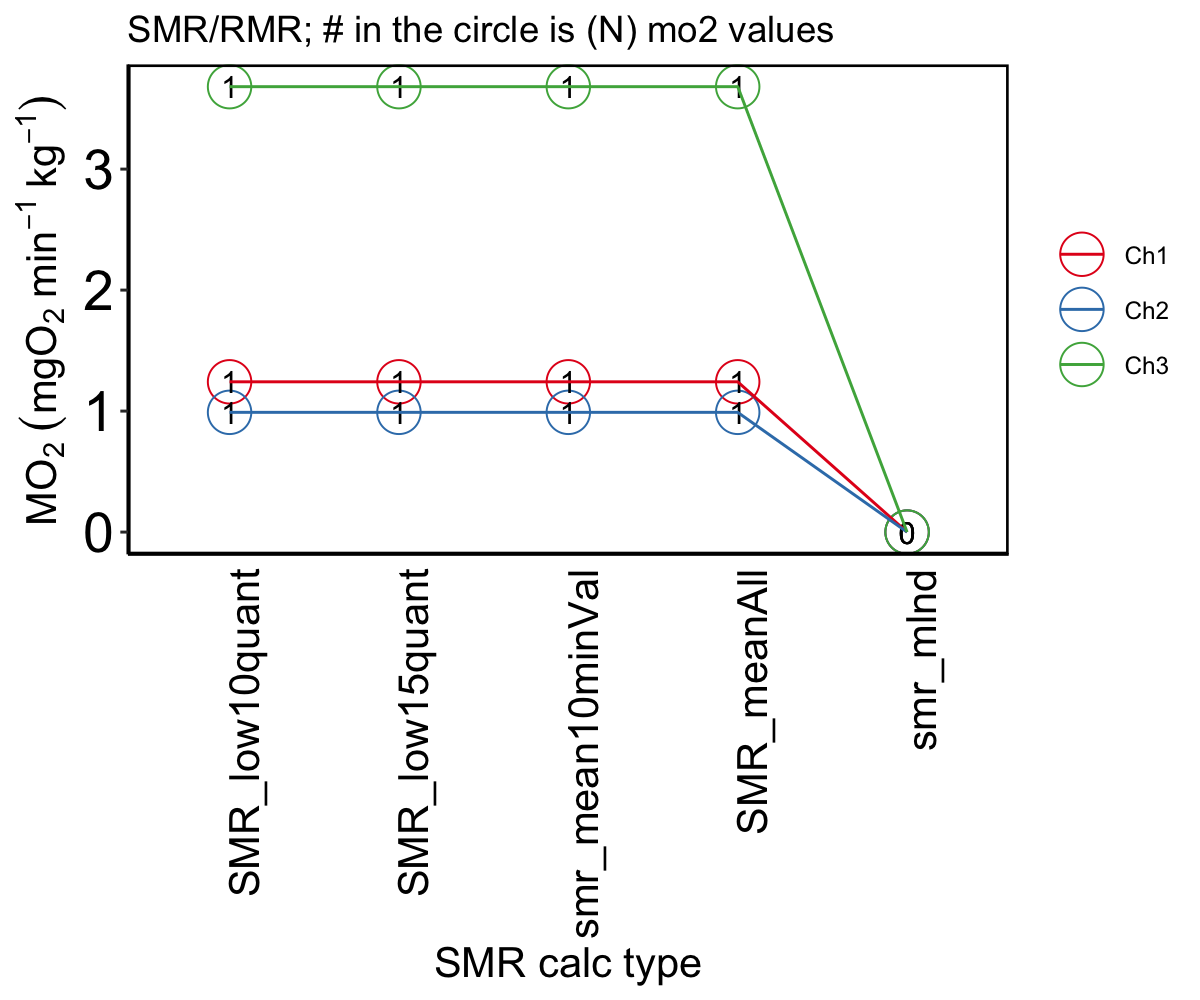 SMR/RMR; # in the circle is (N) mo2 values
MO₂ (mgO₂ min⁻¹ kg⁻¹)
3
2
1
0
1 1 1 1
1 1 1 1
1 1 1 1
0
Ch1
Ch2
Ch3
SMR_low10quant
SMR_low15quant
smr_mean10minVal
SMR_meanAll
smr_mlnd
SMR calc type